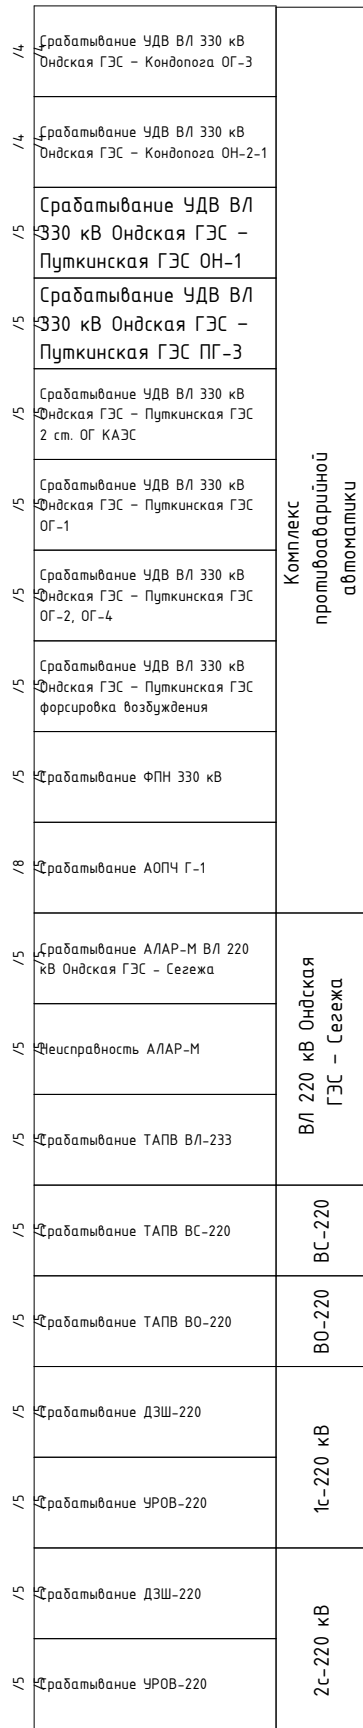 /4
Срабатывание УДВ ВЛ 330 кВ
Ондская ГЭС – Кондопога ОГ-3
/4
Срабатывание УДВ ВЛ 330 кВ
Ондская ГЭС – Кондопога ОН-2-1
/5
Срабатывание УДВ ВЛ
330 кВ Ондская ГЭС –
Путкинская ГЭС ОН-1
/5
Срабатывание УДВ ВЛ
330 кВ Ондская ГЭС –
Путкинская ГЭС ПГ-3
/5
Срабатывание УДВ ВЛ 330 кВ
Ондская ГЭС – Путкинская ГЭС
2 ст. ОГ КАЭС
/5
Срабатывание УДВ ВЛ 330 кВ
Ондская ГЭС – Путкинская ГЭС
ОГ-1
/5
Срабатывание УДВ ВЛ 330 кВ
Ондская ГЭС – Путкинская ГЭС
ОГ-2, ОГ-4
/5
Срабатывание УДВ ВЛ 330 кВ
Ондская ГЭС – Путкинская ГЭС
форсировка возбуждения
/5
Срабатывание ФПН 330 кВ
/8
Срабатывание АОПЧ Г-1
Комплекс
противоаварийной
автоматики
/5
Срабатывание АЛАР-М ВЛ 220
кВ Ондская ГЭС – Сегежа
/5
Неисправность АЛАР-М
/5
Срабатывание ТАПВ ВЛ-233
ВЛ 220 кВ Ондская
ГЭС – Сегежа
/5
Срабатывание ТАПВ ВС-220
ВС-220
/5
Срабатывание ТАПВ ВО-220
ВО-220
/5
Срабатывание ДЗШ-220
/5
Срабатывание УРОВ-220
1с-220 кВ
/5
Срабатывание ДЗШ-220
/5
Срабатывание УРОВ-220
2с-220 кВ